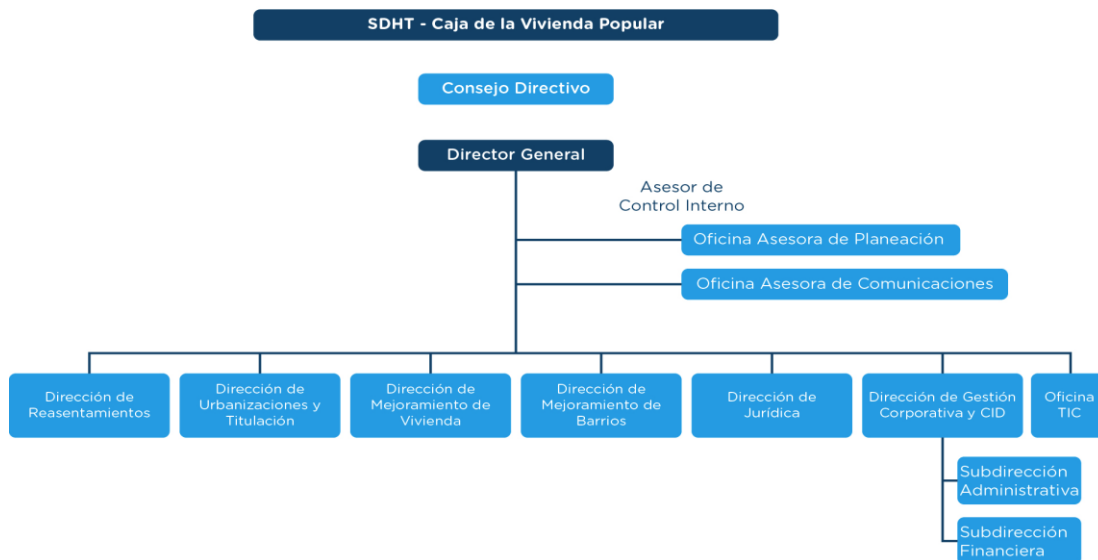 SDHT - Caja de la Vivienda Popular
Consejo Directivo
Director General
Asesor de
Control Interno
Oficina Asesora de Planeación
Oficina Asesora de Comunicaciones
Dirección de
Reasentamientos
Dirección de
Urbanizaciones y
Titulación
Dirección de
Mejoramiento de
Vivienda
Dirección de
Mejoramiento de
Barrios
Dirección de
Jurídica
Dirección de Gestión
Corporativa y CID
Oficina
TIC
Subdirección
Administrativa
Subdirección
Financiera